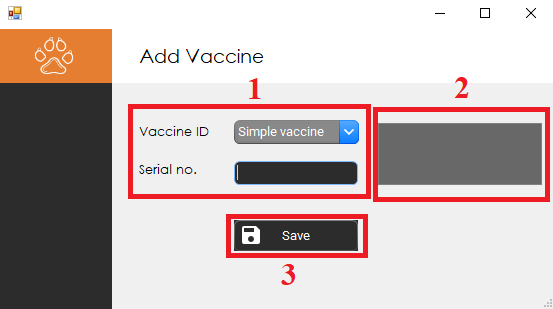 Add Vaccine
1
2
Vaccine ID Simple vaccine
Serial no.
Save
3